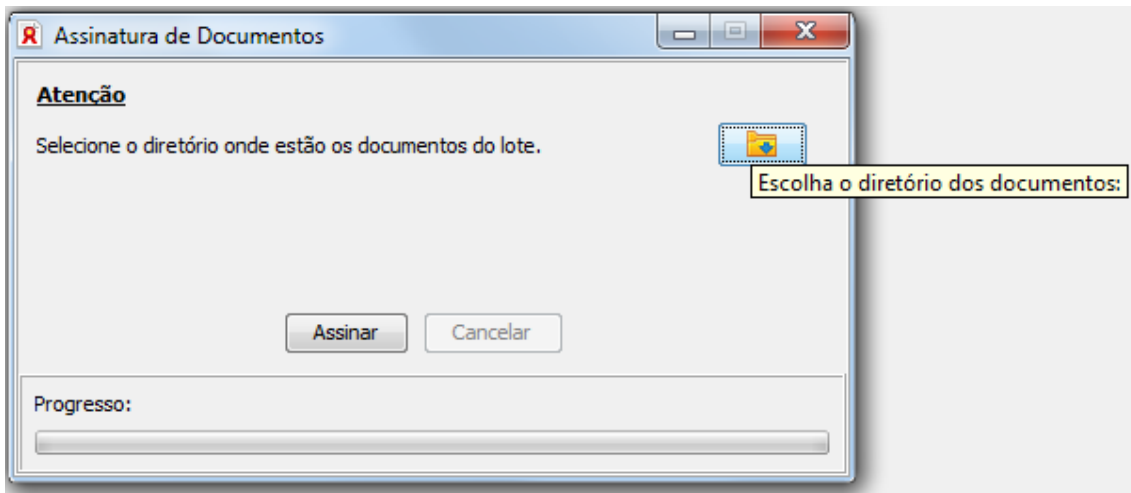 Assinatura de Documentos
Atenção
Selecione o diretório onde estão os documentos do lote.
Escolha o diretório dos documentos:
Assinar
Cancelar
Progresso: